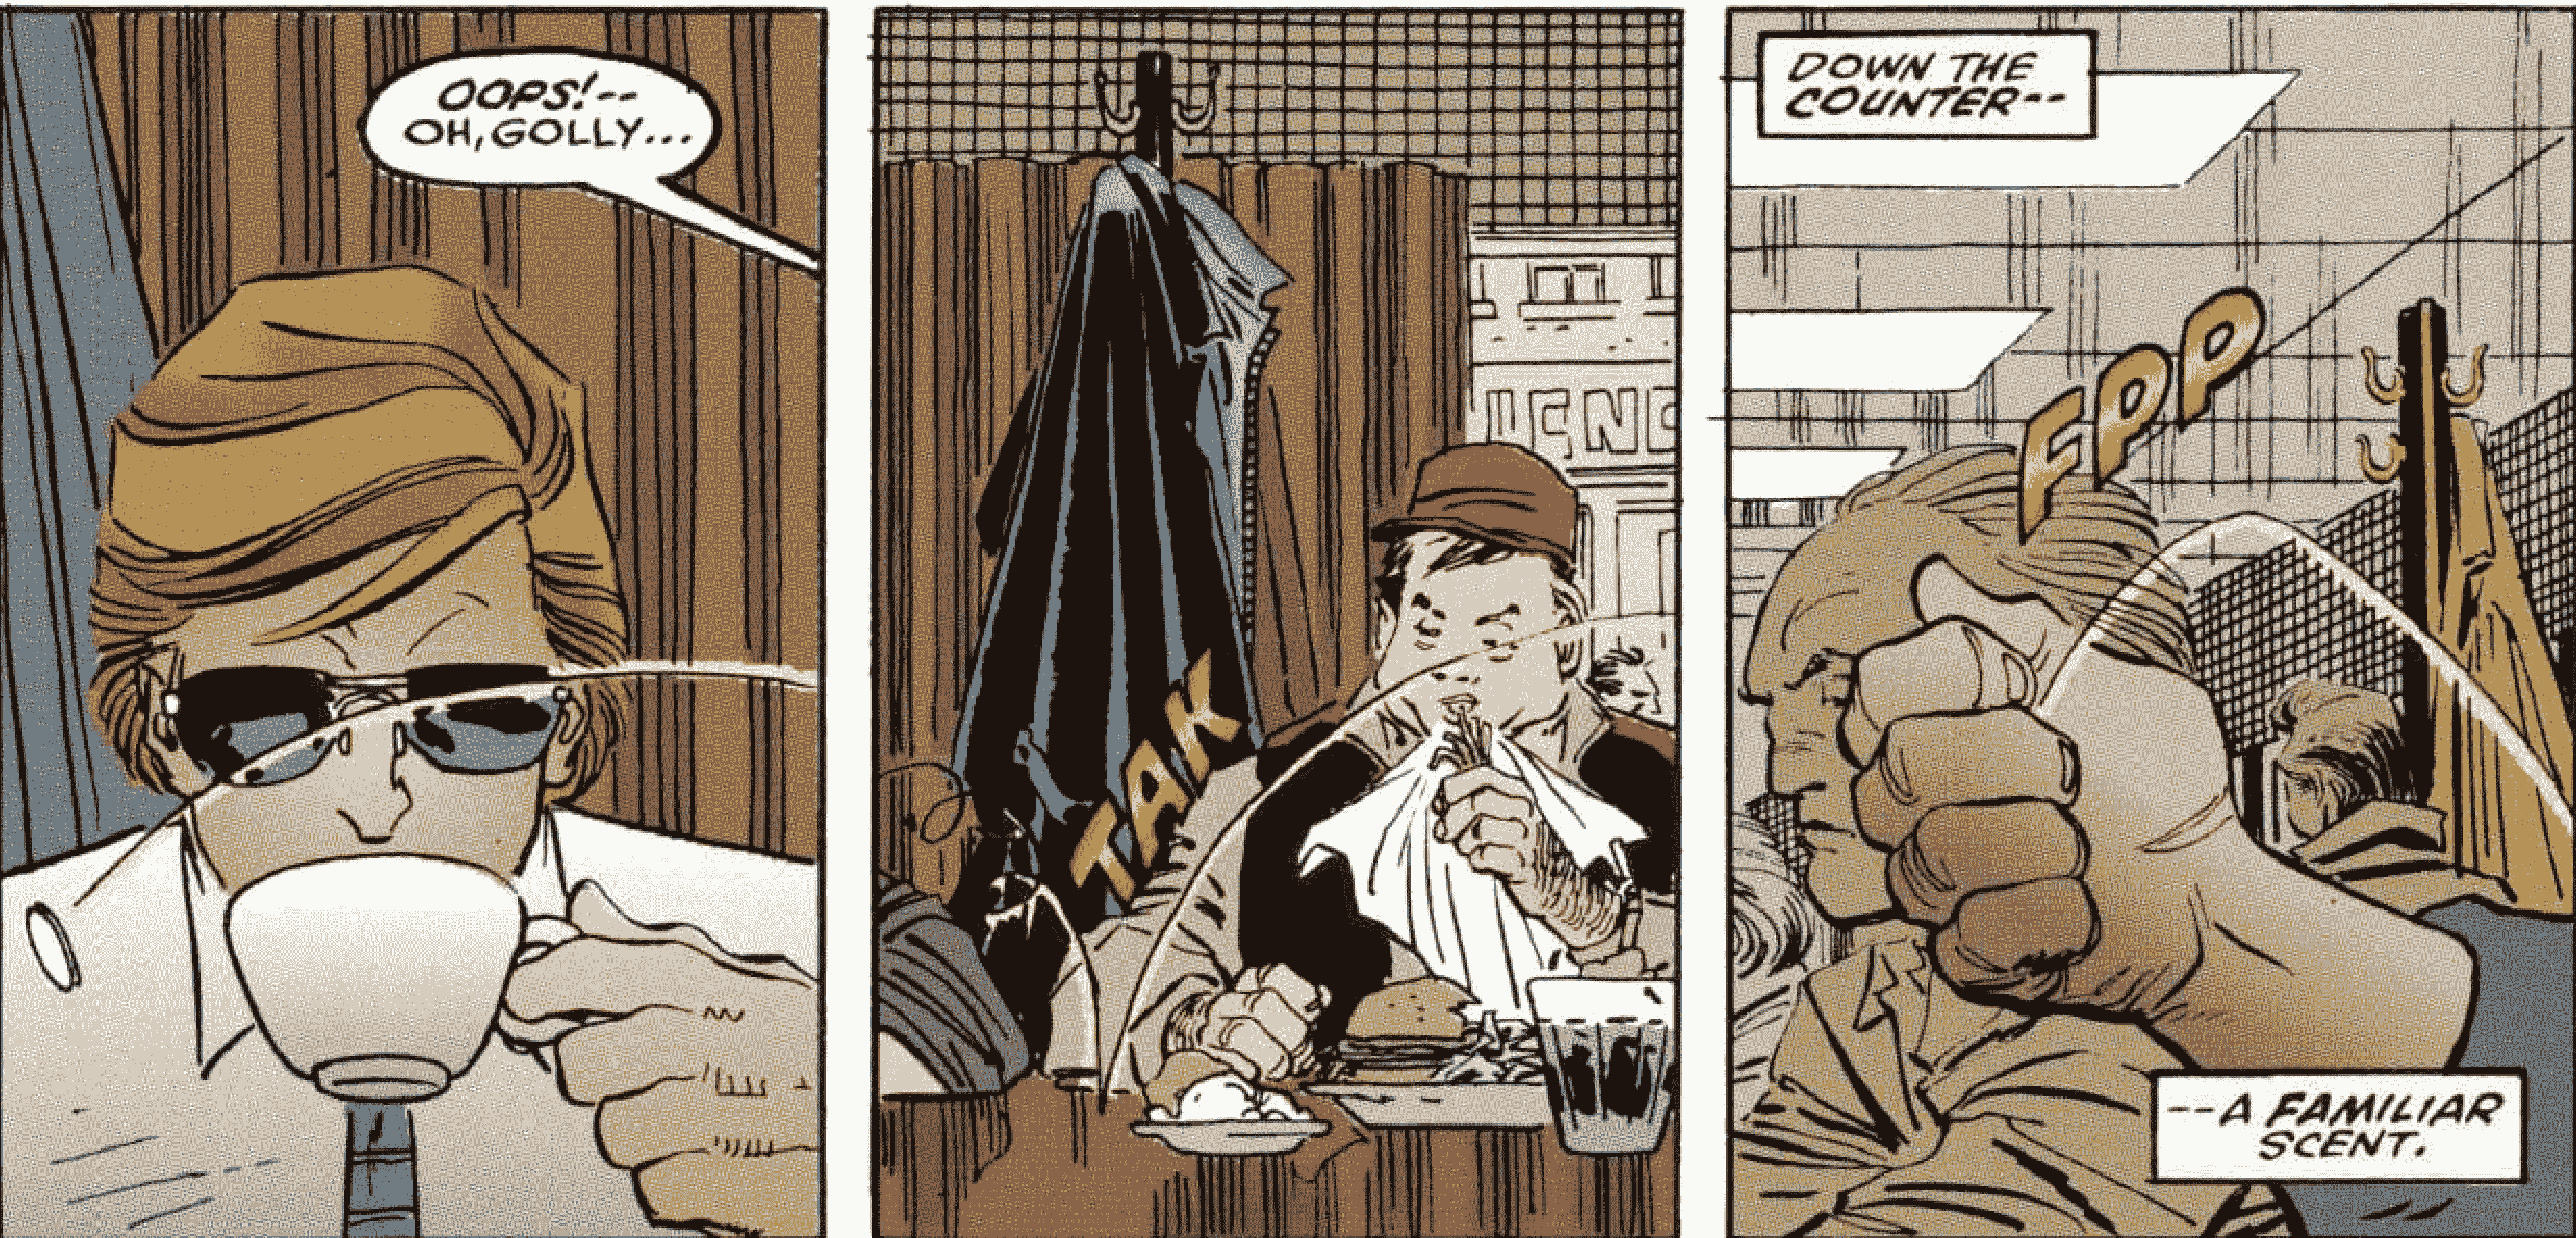 OOPS!--
OH, GOLLY...
TAK
DOWN THE
COUNTER--
FPP
--A FAMILIAR
SCENT.